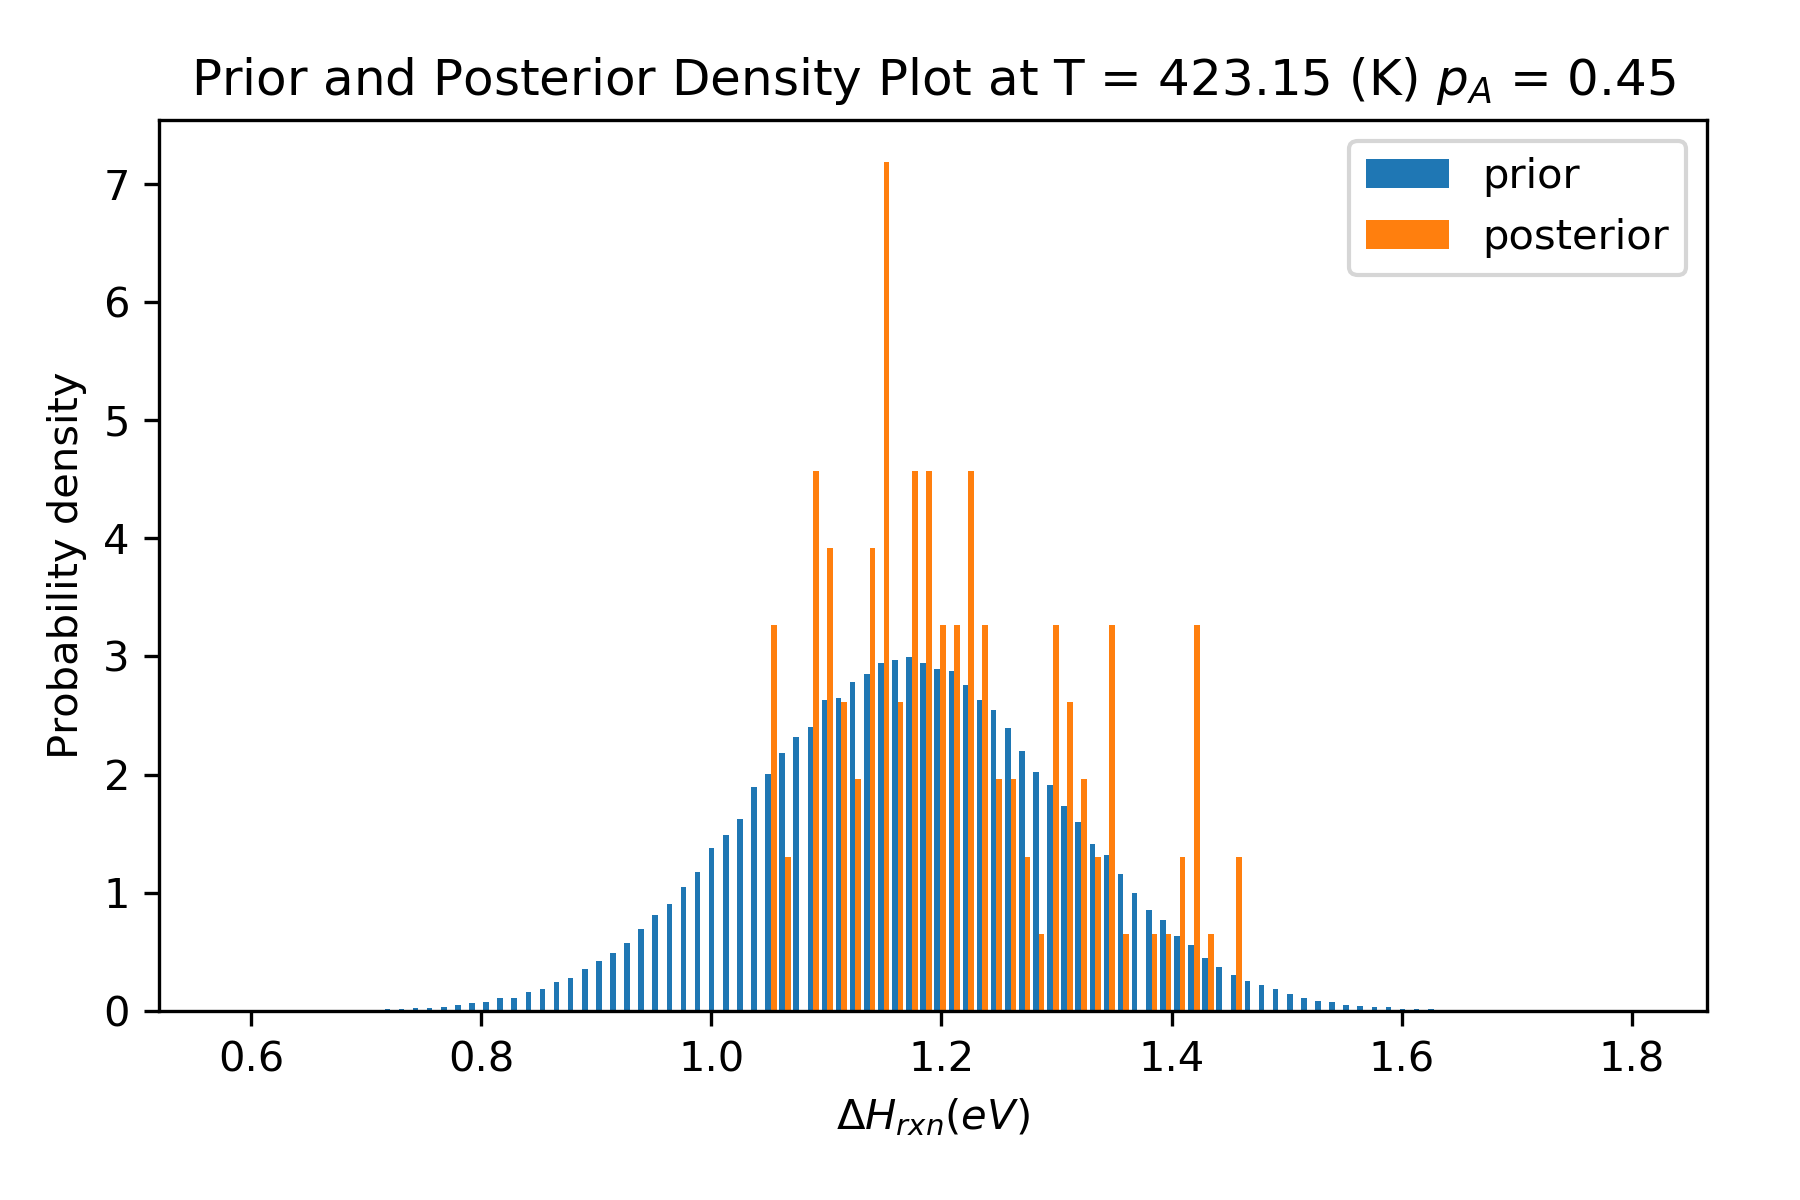 Prior and Posterior Density Plot at T = 423.15 (K) p_A = 0.45
prior
posterior
Probability density
7
6
5
4
3
2
1
0
0.6 0.8 1.0 1.2 1.4 1.6 1.8
ΔH_rxn(eV)